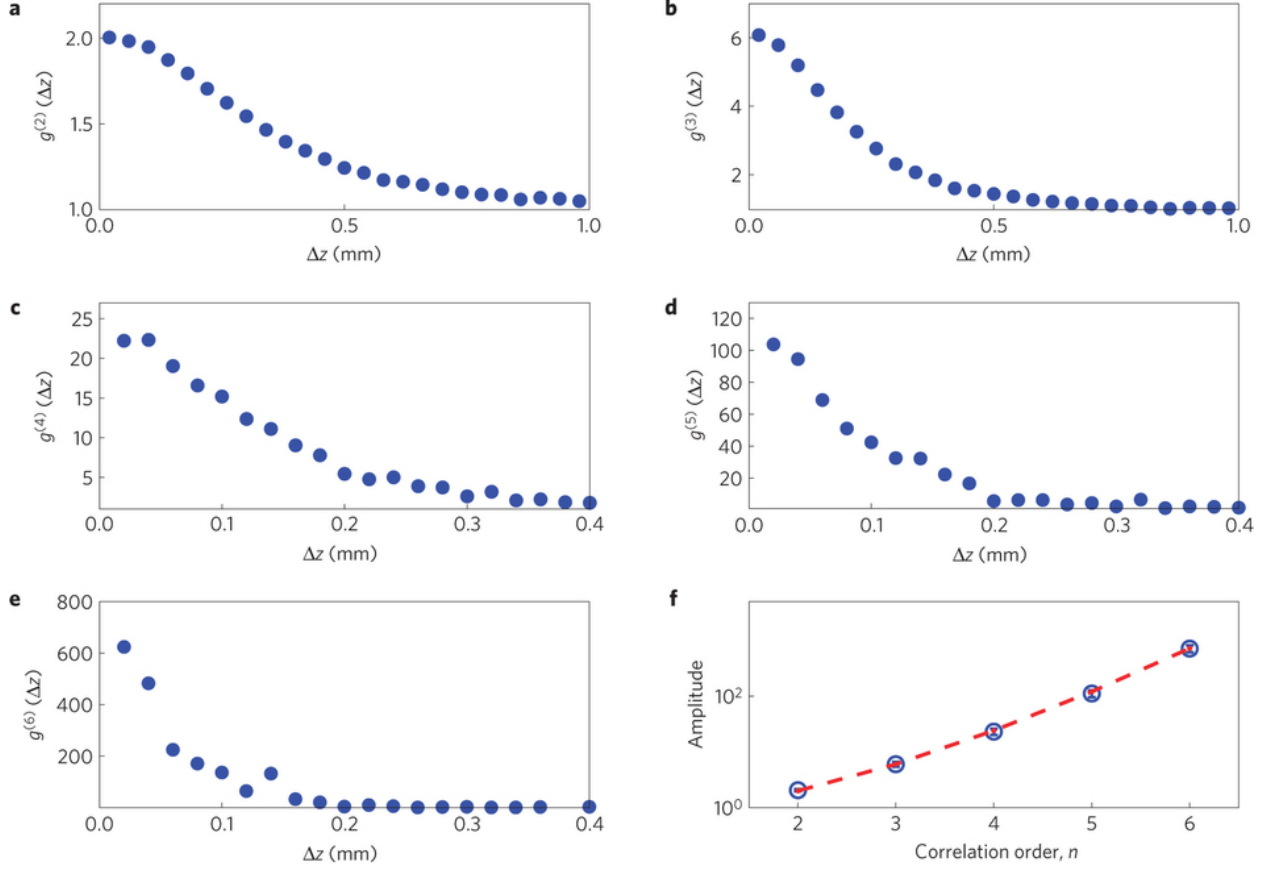 a
g⁽²⁾ (Δz)
2.0
1.5
1.0
0.0 0.5 1.0
Δz (mm)
b
g⁽³⁾ (Δz)
6
4
2
0.0 0.5 1.0
Δz (mm)
c
g⁽⁴⁾ (Δz)
25
20
15
10
5
0.0 0.1 0.2 0.3 0.4
Δz (mm)
d
g⁽⁵⁾ (Δz)
120
100
80
60
40
20
0.0 0.1 0.2 0.3 0.4
Δz (mm)
e
g⁽⁶⁾ (Δz)
800
600
400
200
0.0 0.1 0.2 0.3 0.4
Δz (mm)
f
Amplitude
10²
10⁰
2 3 4 5 6
Correlation order, n